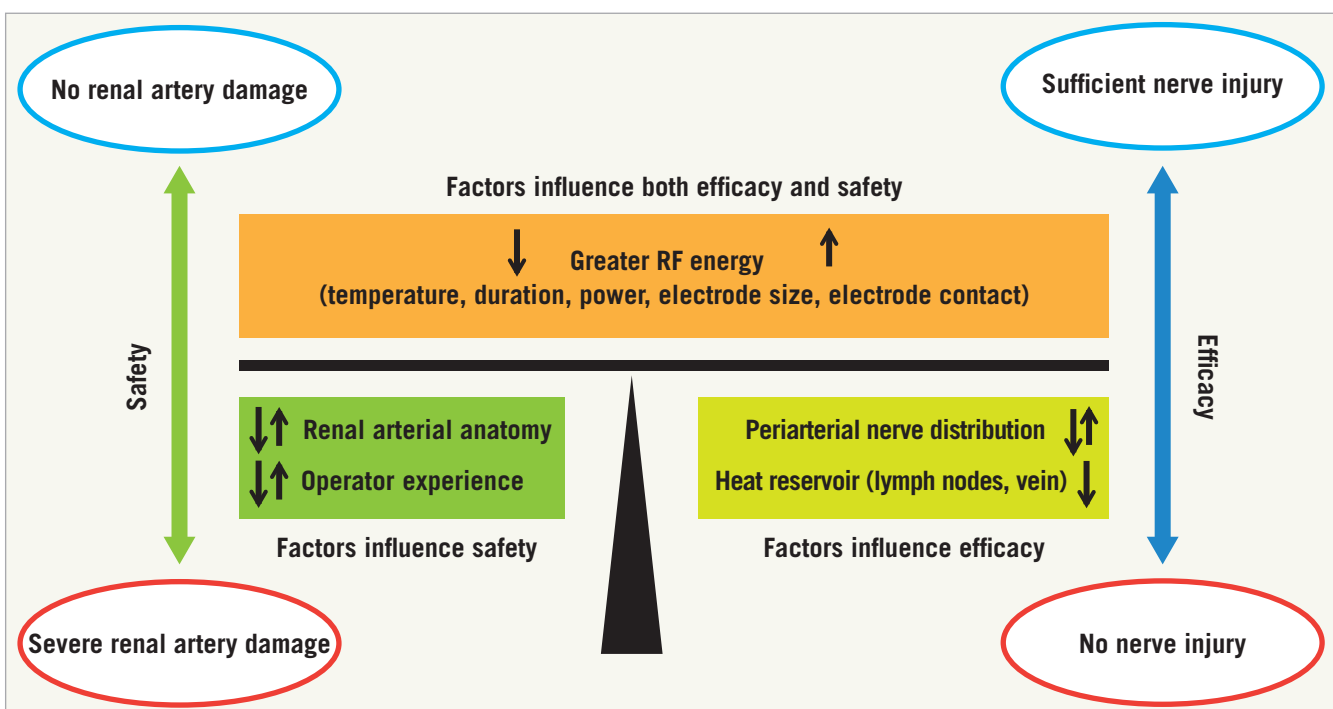 No renal artery damage
Sufficient nerve injury
Factors influence both efficacy and safety
↓ Greater RF energy ↑
(temperature, duration, power, electrode size, electrode contact)
Safety
Efficacy
↓↑ Renal arterial anatomy
↓↑ Operator experience
Periarterial nerve distribution ↓↑
Heat reservoir (lymph nodes, vein) ↓
Factors influence safety
Factors influence efficacy
Severe renal artery damage
No nerve injury